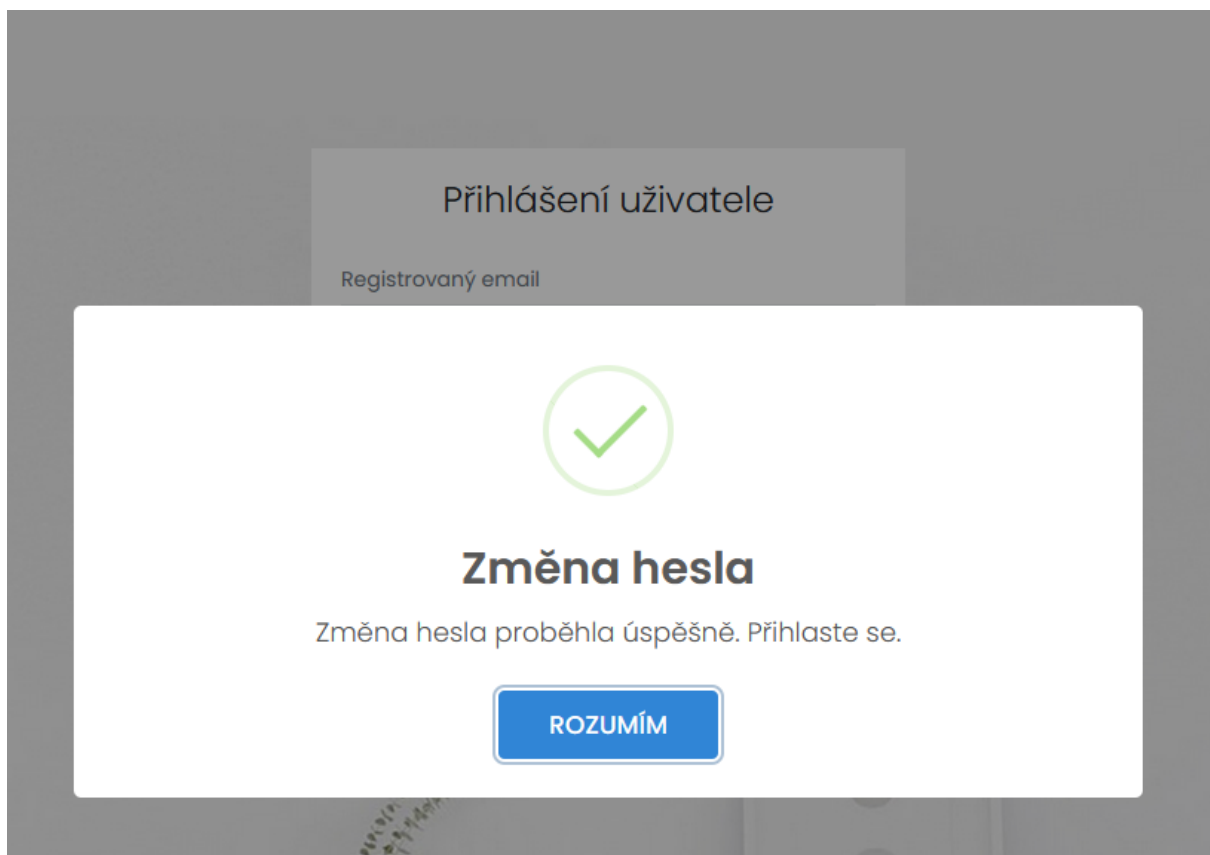 Přihlášení uživatele
Registrovaný email
Změna hesla
Změna hesla proběhla úspěšně. Přihlaste se.
ROZUMÍM